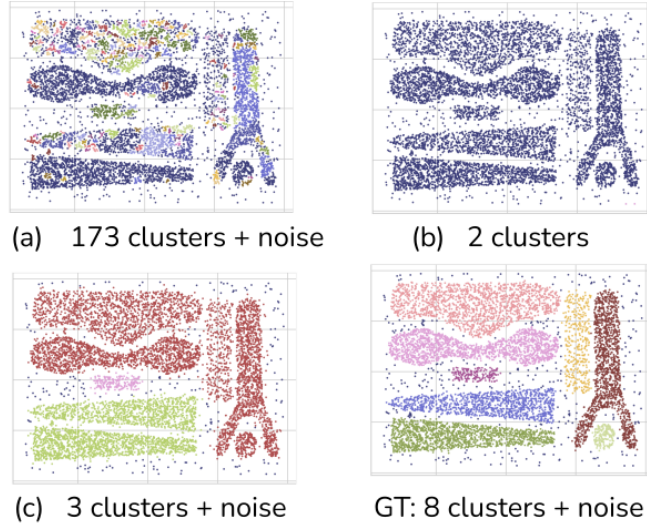 (a) 173 clusters + noise
(b) 2 clusters
(c) 3 clusters + noise
GT: 8 clusters + noise